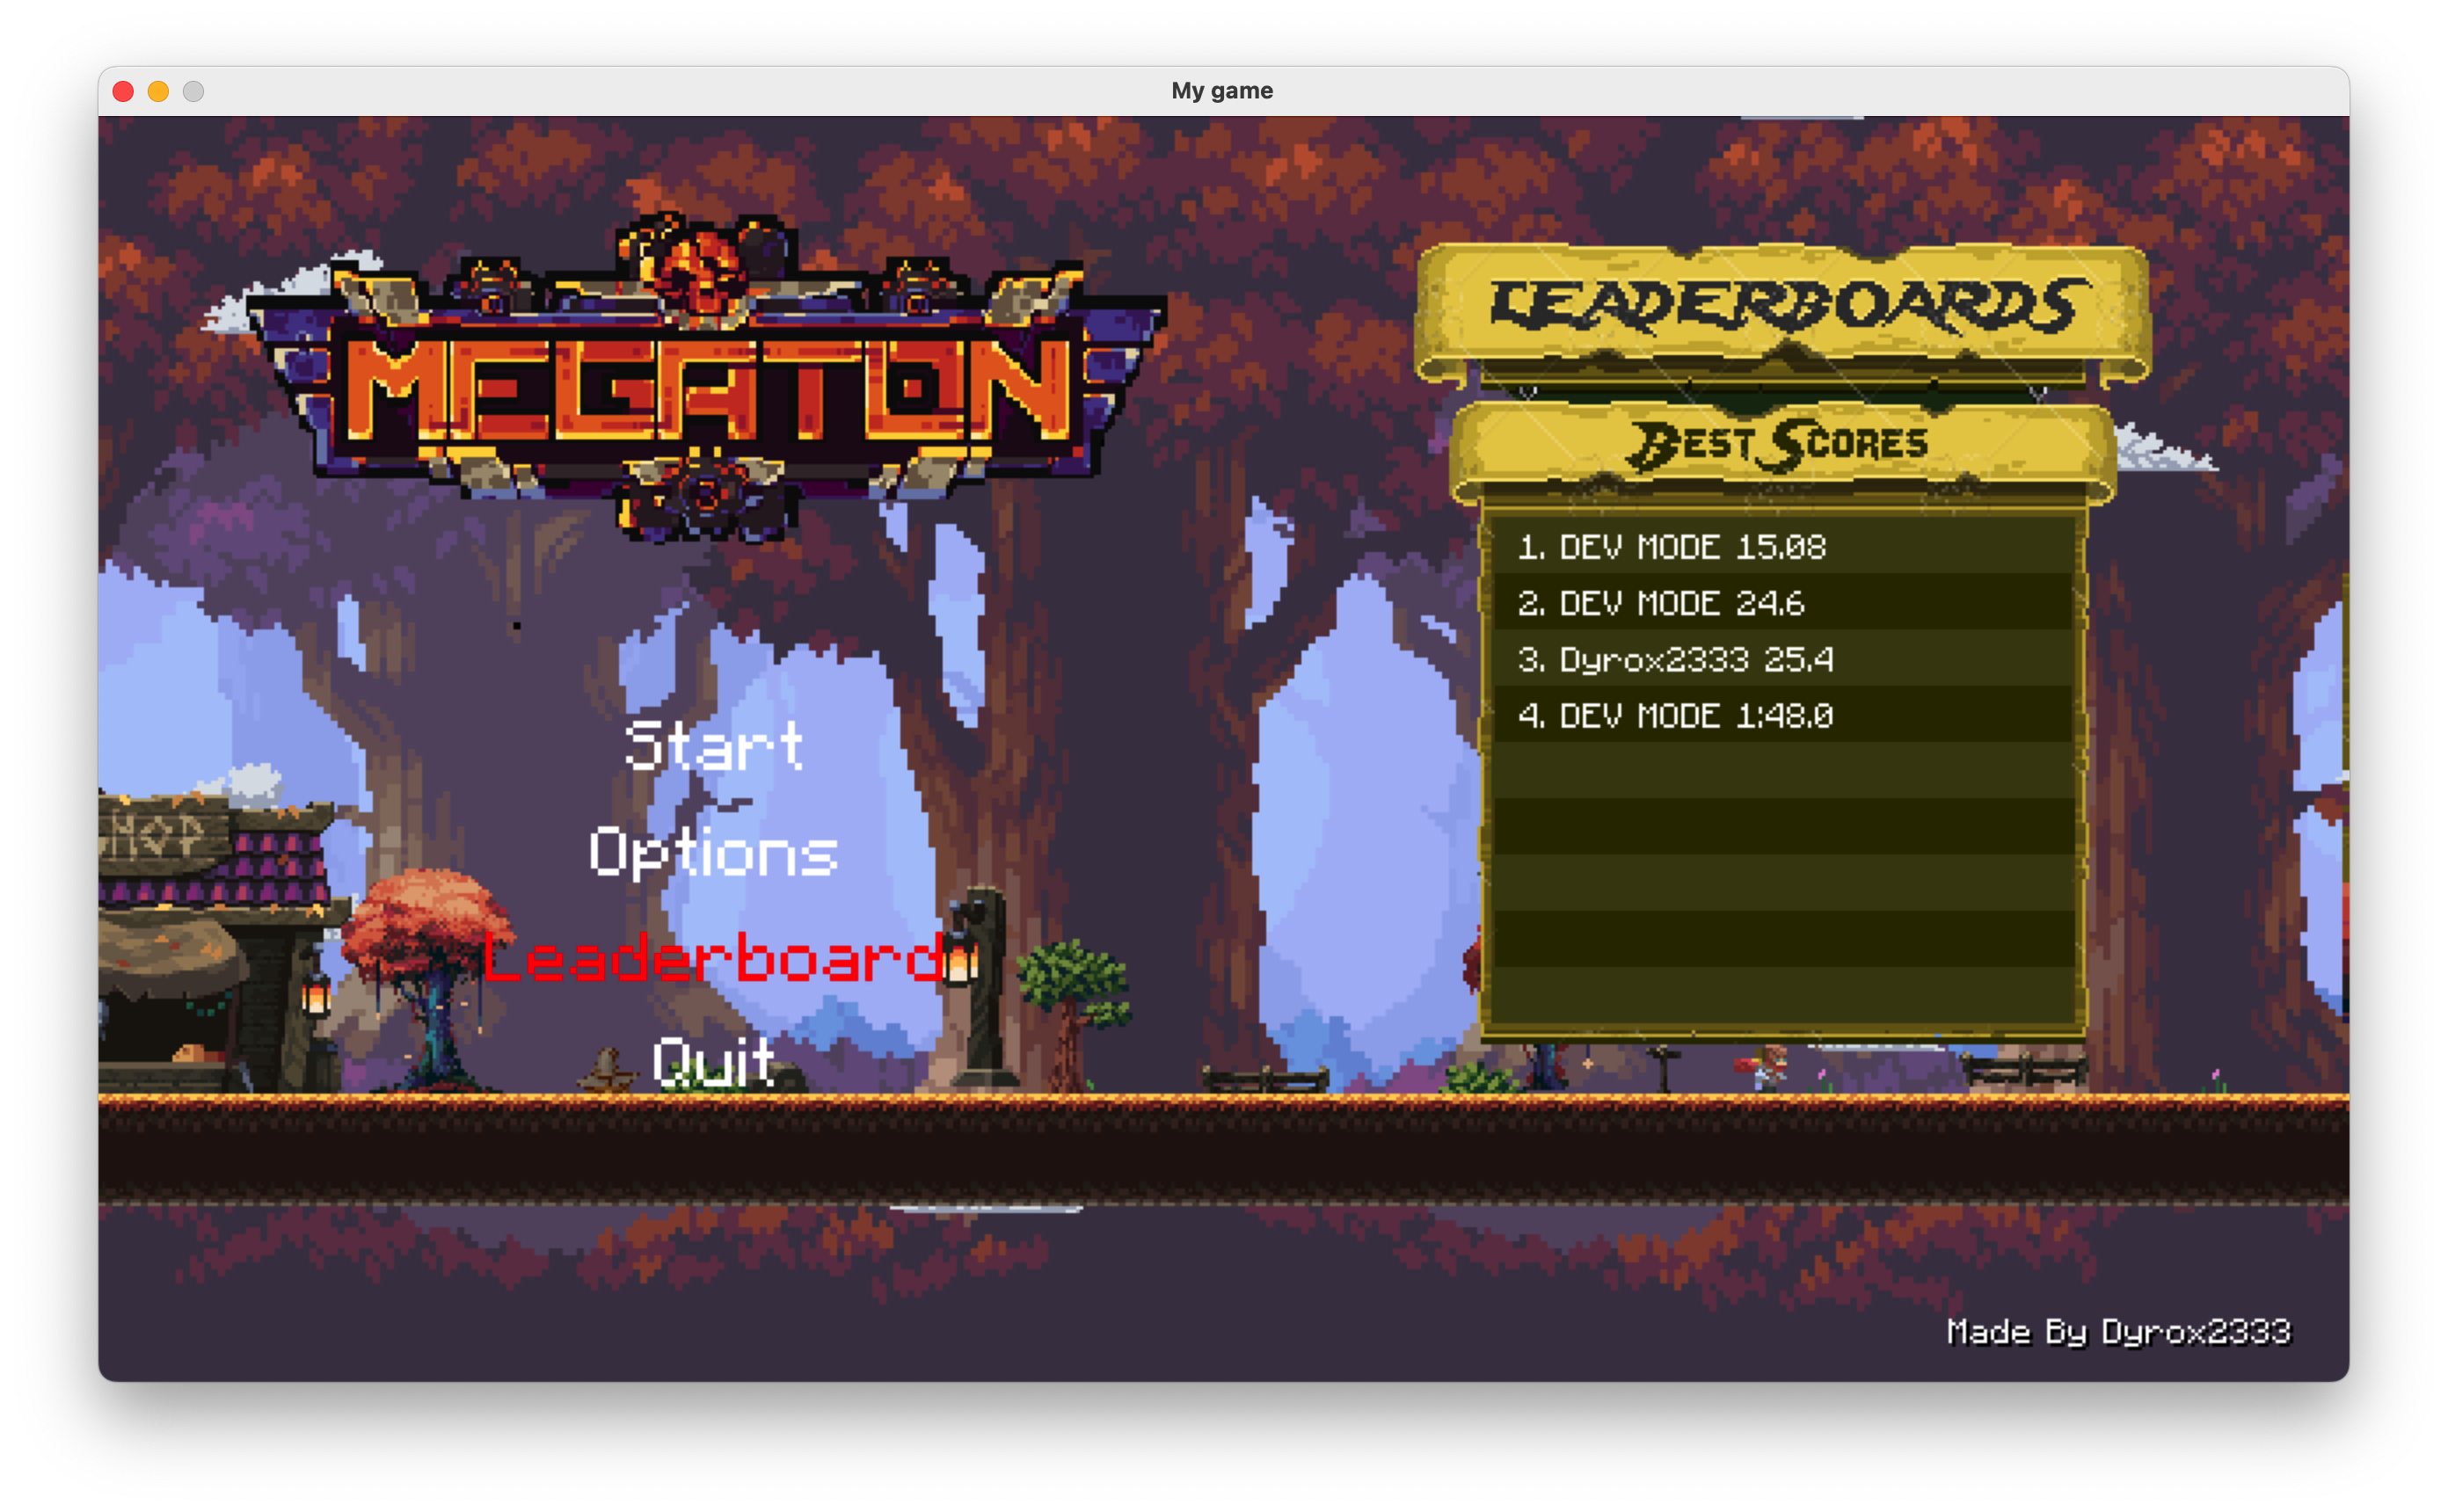 My game
MEGATON
LEADERBOARDS
BEST SCORES
1. DEV MODE 15.08
2. DEV MODE 24.6
3. Dyrox2333 25.4
4. DEV MODE 1:48.0
Start
Options
Leaderboard
Quit
HOP
Made By Dyrox2333